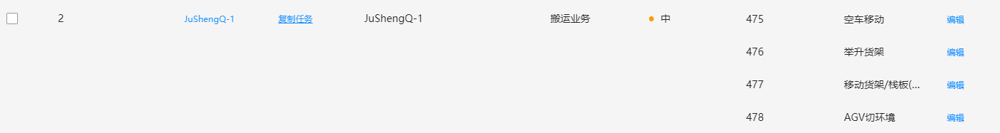 2 JuShengQ-1 复制任务 JuShengQ-1 搬运业务 中 475 空车移动 编辑
476 举升货架 编辑
477 移动货架/栈板(... 编辑
478 AGV切环境 编辑